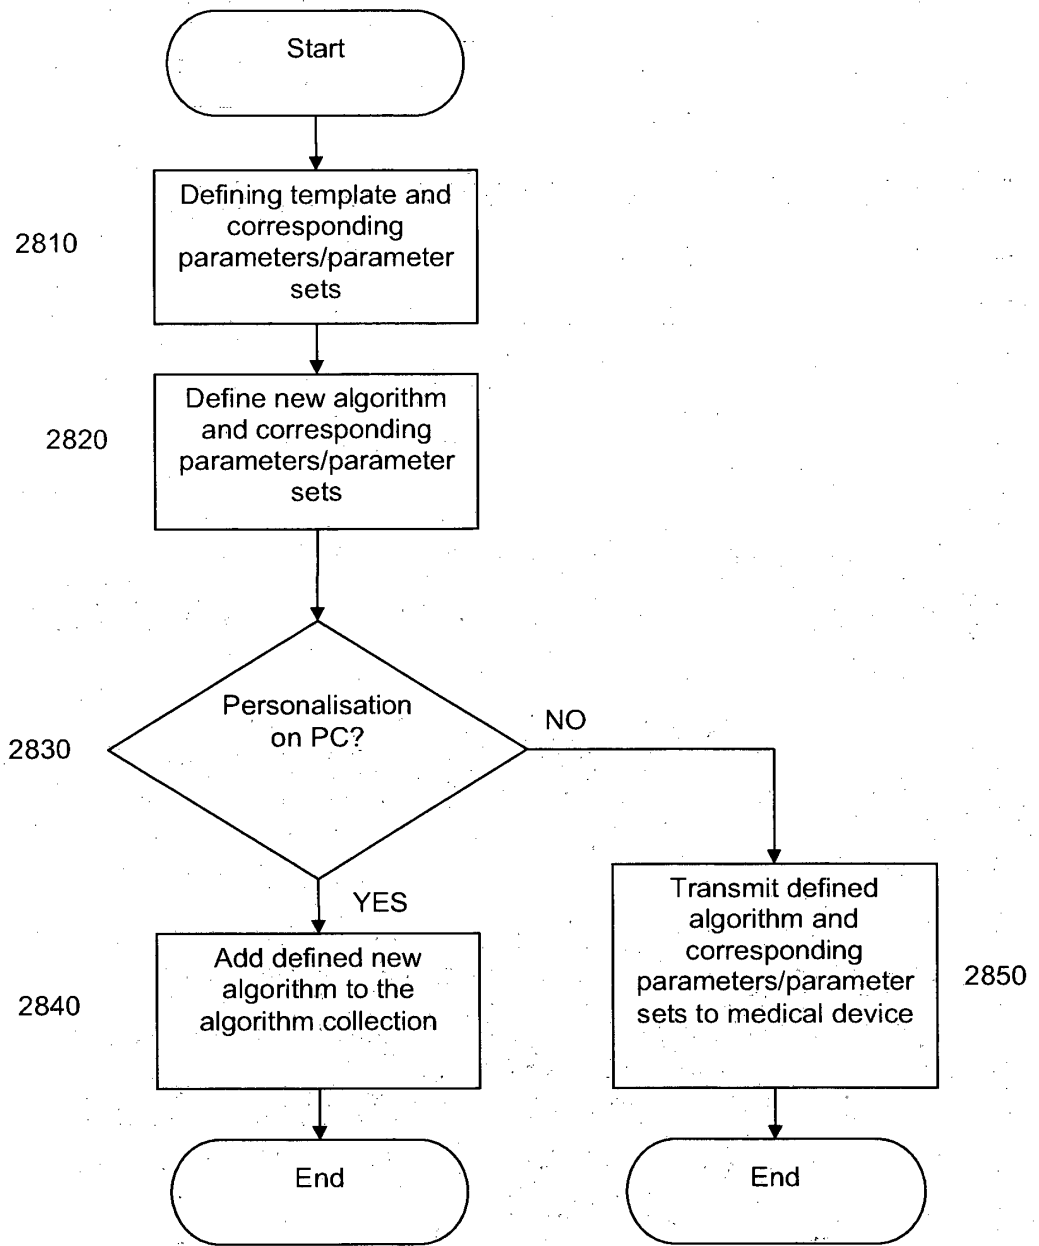 Start
Defining template and
corresponding
parameters/parameter
sets
2810
Define new algorithm
and corresponding
parameters/parameter
sets
2820
Personalisation
on PC?
2830
NO
YES
Add defined new
algorithm to the
algorithm collection
2840
Transmit defined
algorithm and
corresponding
parameters/parameter
sets to medical device
2850
End
End